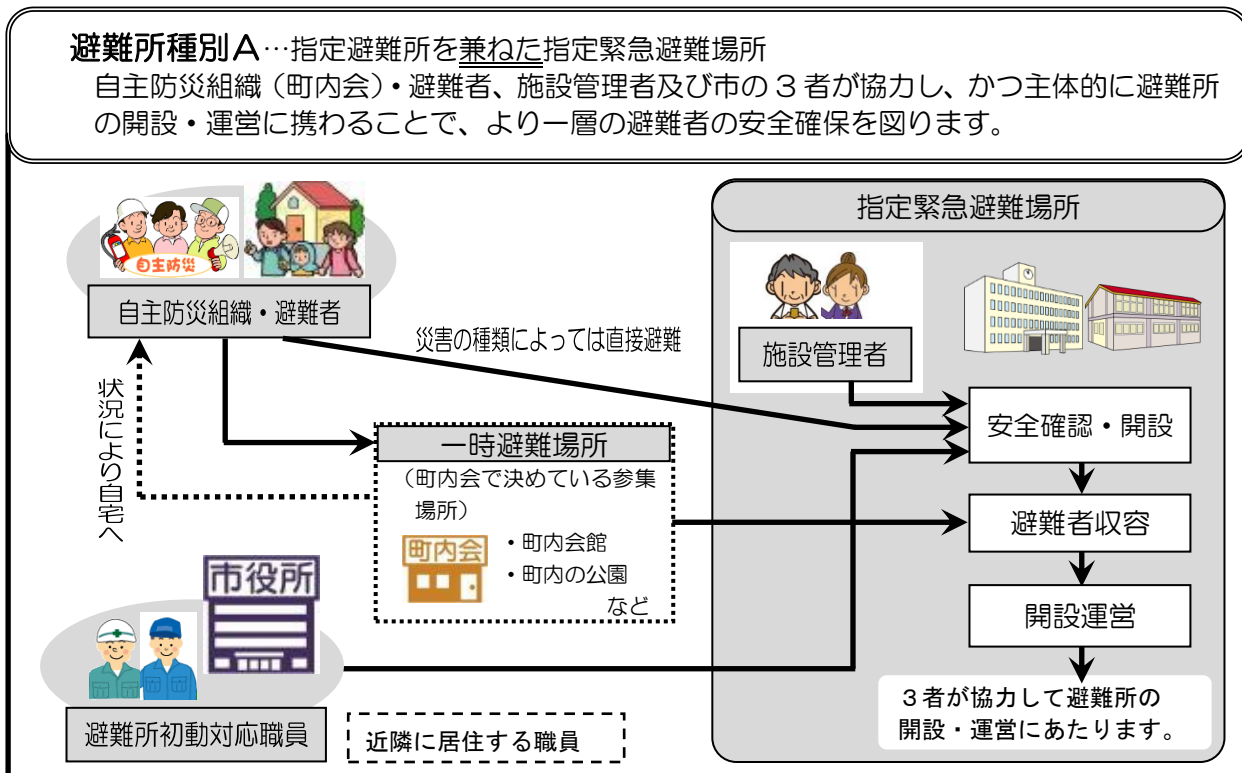 避難所種別A…指定避難所を兼ねた指定緊急避難場所
自主防災組織（町内会）・避難者、施設管理者及び市の３者が協力し、かつ主体的に避難所
の開設・運営に携わることで、より一層の避難者の安全確保を図ります。
指定緊急避難場所
自主防災
自主防災組織・避難者
災害の種類によっては直接避難
施設管理者
状況により自宅へ
一時避難場所
（町内会で決めている参集
場所）
町内会
・町内会館
・町内の公園
など
安全確認・開設
避難者収容
開設運営
３者が協力して避難所の
開設・運営にあたります。
市役所
避難所初動対応職員
近隣に居住する職員